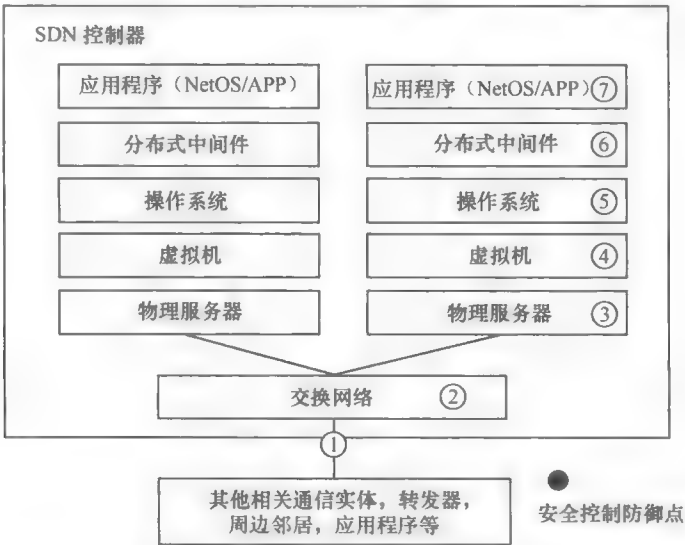 SDN 控制器
应用程序（NetOS/APP）
应用程序（NetOS/APP）⑦
分布式中间件
分布式中间件 ⑥
操作系统
操作系统 ⑤
虚拟机
虚拟机 ④
物理服务器
物理服务器 ③
交换网络 ②
①
其他相关通信实体，转发器，
周边邻居，应用程序等
安全控制防御点